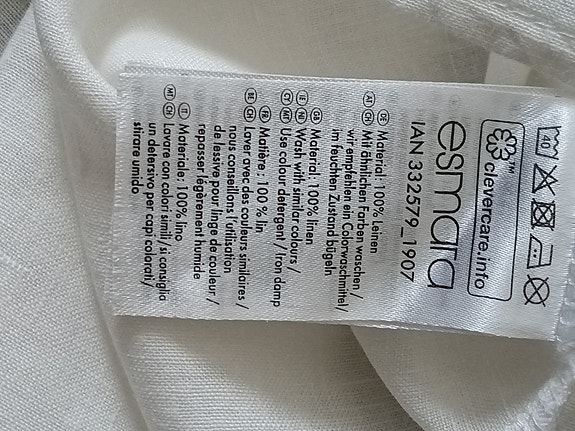 40
clevercare.info™
esmara
IAN 332579_1907
DE Material: 100% Leinen
AT CH Mit ähnlichen Farben waschen /
wir empfehlen ein Colorwaschmittel /
im feuchten Zustand bügeln
GB Material: 100% linen
IE NI Wash with similar colours /
CY MT Use colour detergent / Iron damp
FR Matière : 100 % lin
BE CH Laver avec des couleurs similaires /
nous conseillons l'utilisation
de lessive pour linge de couleur /
repasser légèrement humide
IT Materiale: 100% lino
MT CH Lavare con colori simili / si consiglia
un detersivo per capi colorati /
stirare umido